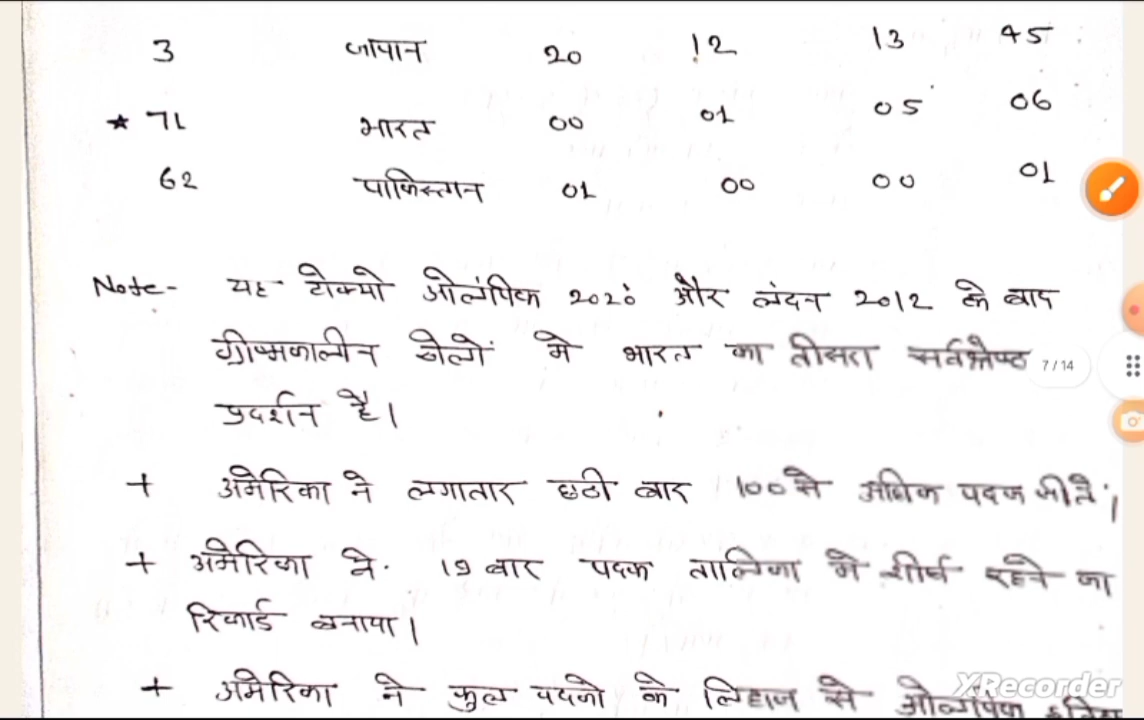 3 जापान 20 12 13 45
★ 71 भारत 00 01 05 06
62 पाकिस्तान 01 00 00 01
Note- यह टोक्यो ओलंपिक 2020 और लंदन 2012 के बाद
ग्रीष्मकालीन खेलों मे भारत का तीसरा सर्वश्रेष्ठ
7/14
प्रदर्शन है।
+ अमेरिका ने लगातार छठी बार 100 से अधिक पदक जीते।
+ अमेरिका ने 19 बार पदक तालिका मे शीर्ष रहने का
रिकार्ड बनाया।
+ अमेरिका ने कुल पदको के लिहाज से ओलंपिक
XRecorder